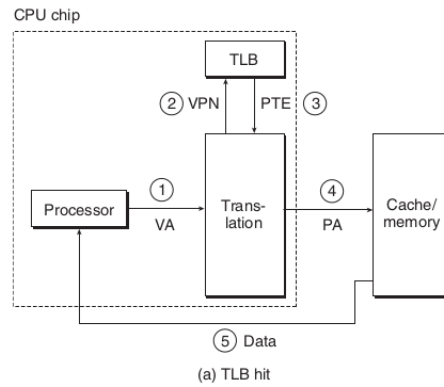 CPU chip
TLB
2 VPN
PTE 3
1
Processor
VA
Trans-
lation
4
PA
Cache/
memory
5 Data
(a) TLB hit